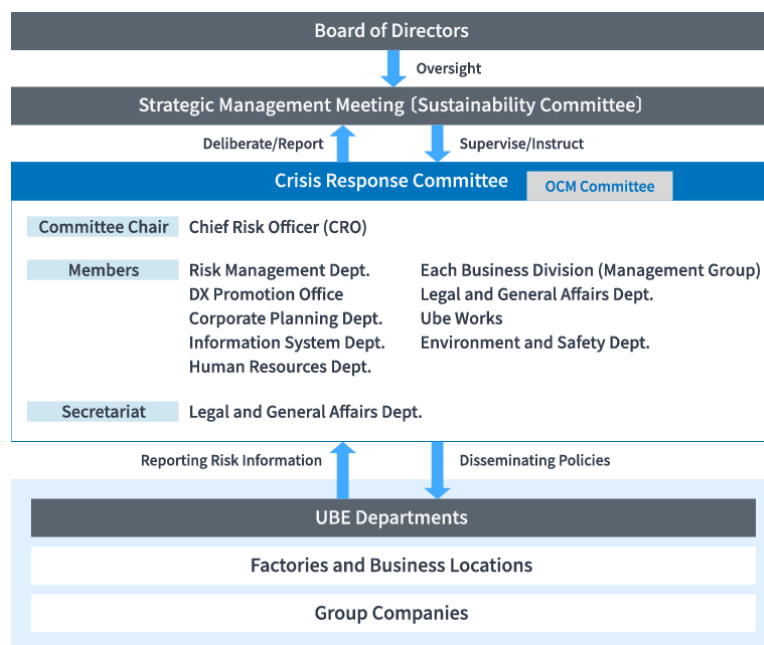 Board of Directors
Oversight
Strategic Management Meeting〔Sustainability Committee〕
Deliberate/Report
Supervise/Instruct
Crisis Response Committee
OCM Committee
Committee Chair
Chief Risk Officer (CRO)
Members
Risk Management Dept.
DX Promotion Office
Corporate Planning Dept.
Information System Dept.
Human Resources Dept.
Each Business Division (Management Group)
Legal and General Affairs Dept.
Ube Works
Environment and Safety Dept.
Secretariat
Legal and General Affairs Dept.
Reporting Risk Information
Disseminating Policies
UBE Departments
Factories and Business Locations
Group Companies